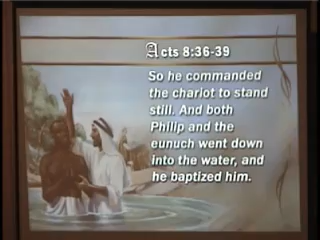 Acts 8:36-39
So he commanded
the chariot to stand
still. And both
Philip and the
eunuch went down
into the water, and
he baptized him.